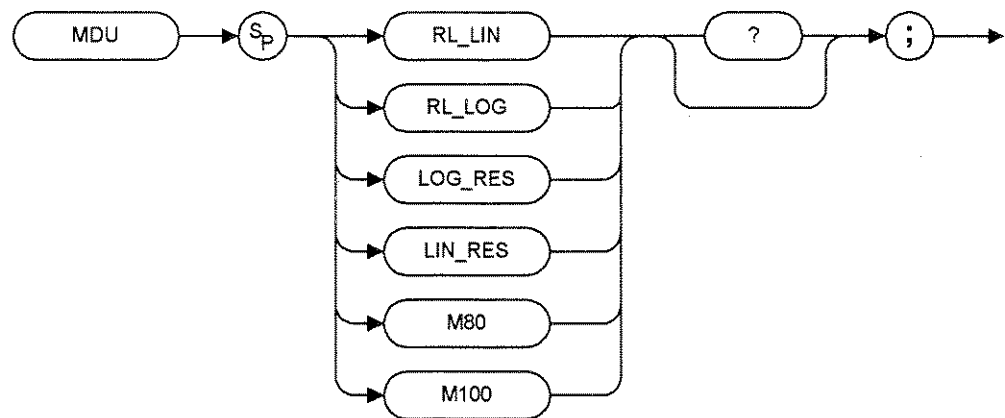 MDU SP RL_LIN ? ;
RL_LOG
LOG_RES
LIN_RES
M80
M100